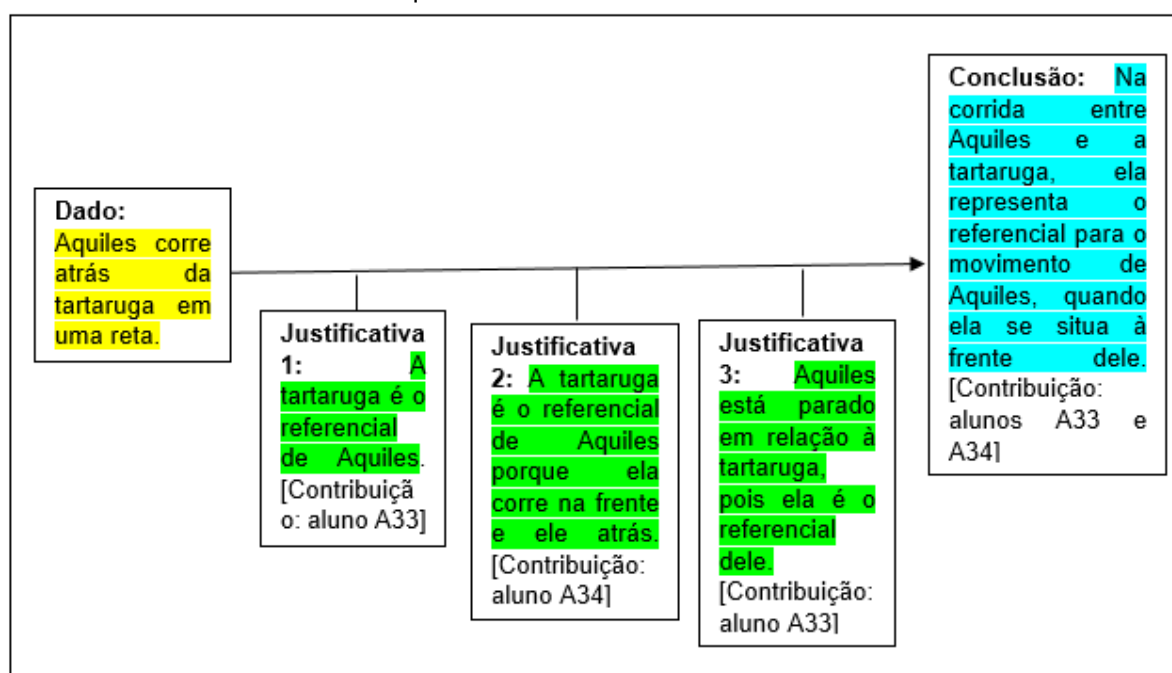 Dado:
Aquiles corre
atrás da
tartaruga em
uma reta.
Justificativa
1: A
tartaruga é o
referencial
de Aquiles.
[Contribuiçã
o: aluno A33]
Justificativa
2: A tartaruga
é o referencial
de Aquiles
porque ela
corre na frente
e ele atrás.
[Contribuição:
aluno A34]
Justificativa
3: Aquiles
está parado
em relação à
tartaruga,
pois ela é o
referencial
dele.
[Contribuição:
aluno A33]
Conclusão: Na
corrida entre
Aquiles e a
tartaruga, ela
representa o
referencial para o
movimento de
Aquiles, quando
ela se situa à
frente dele.
[Contribuição:
alunos A33 e
A34]